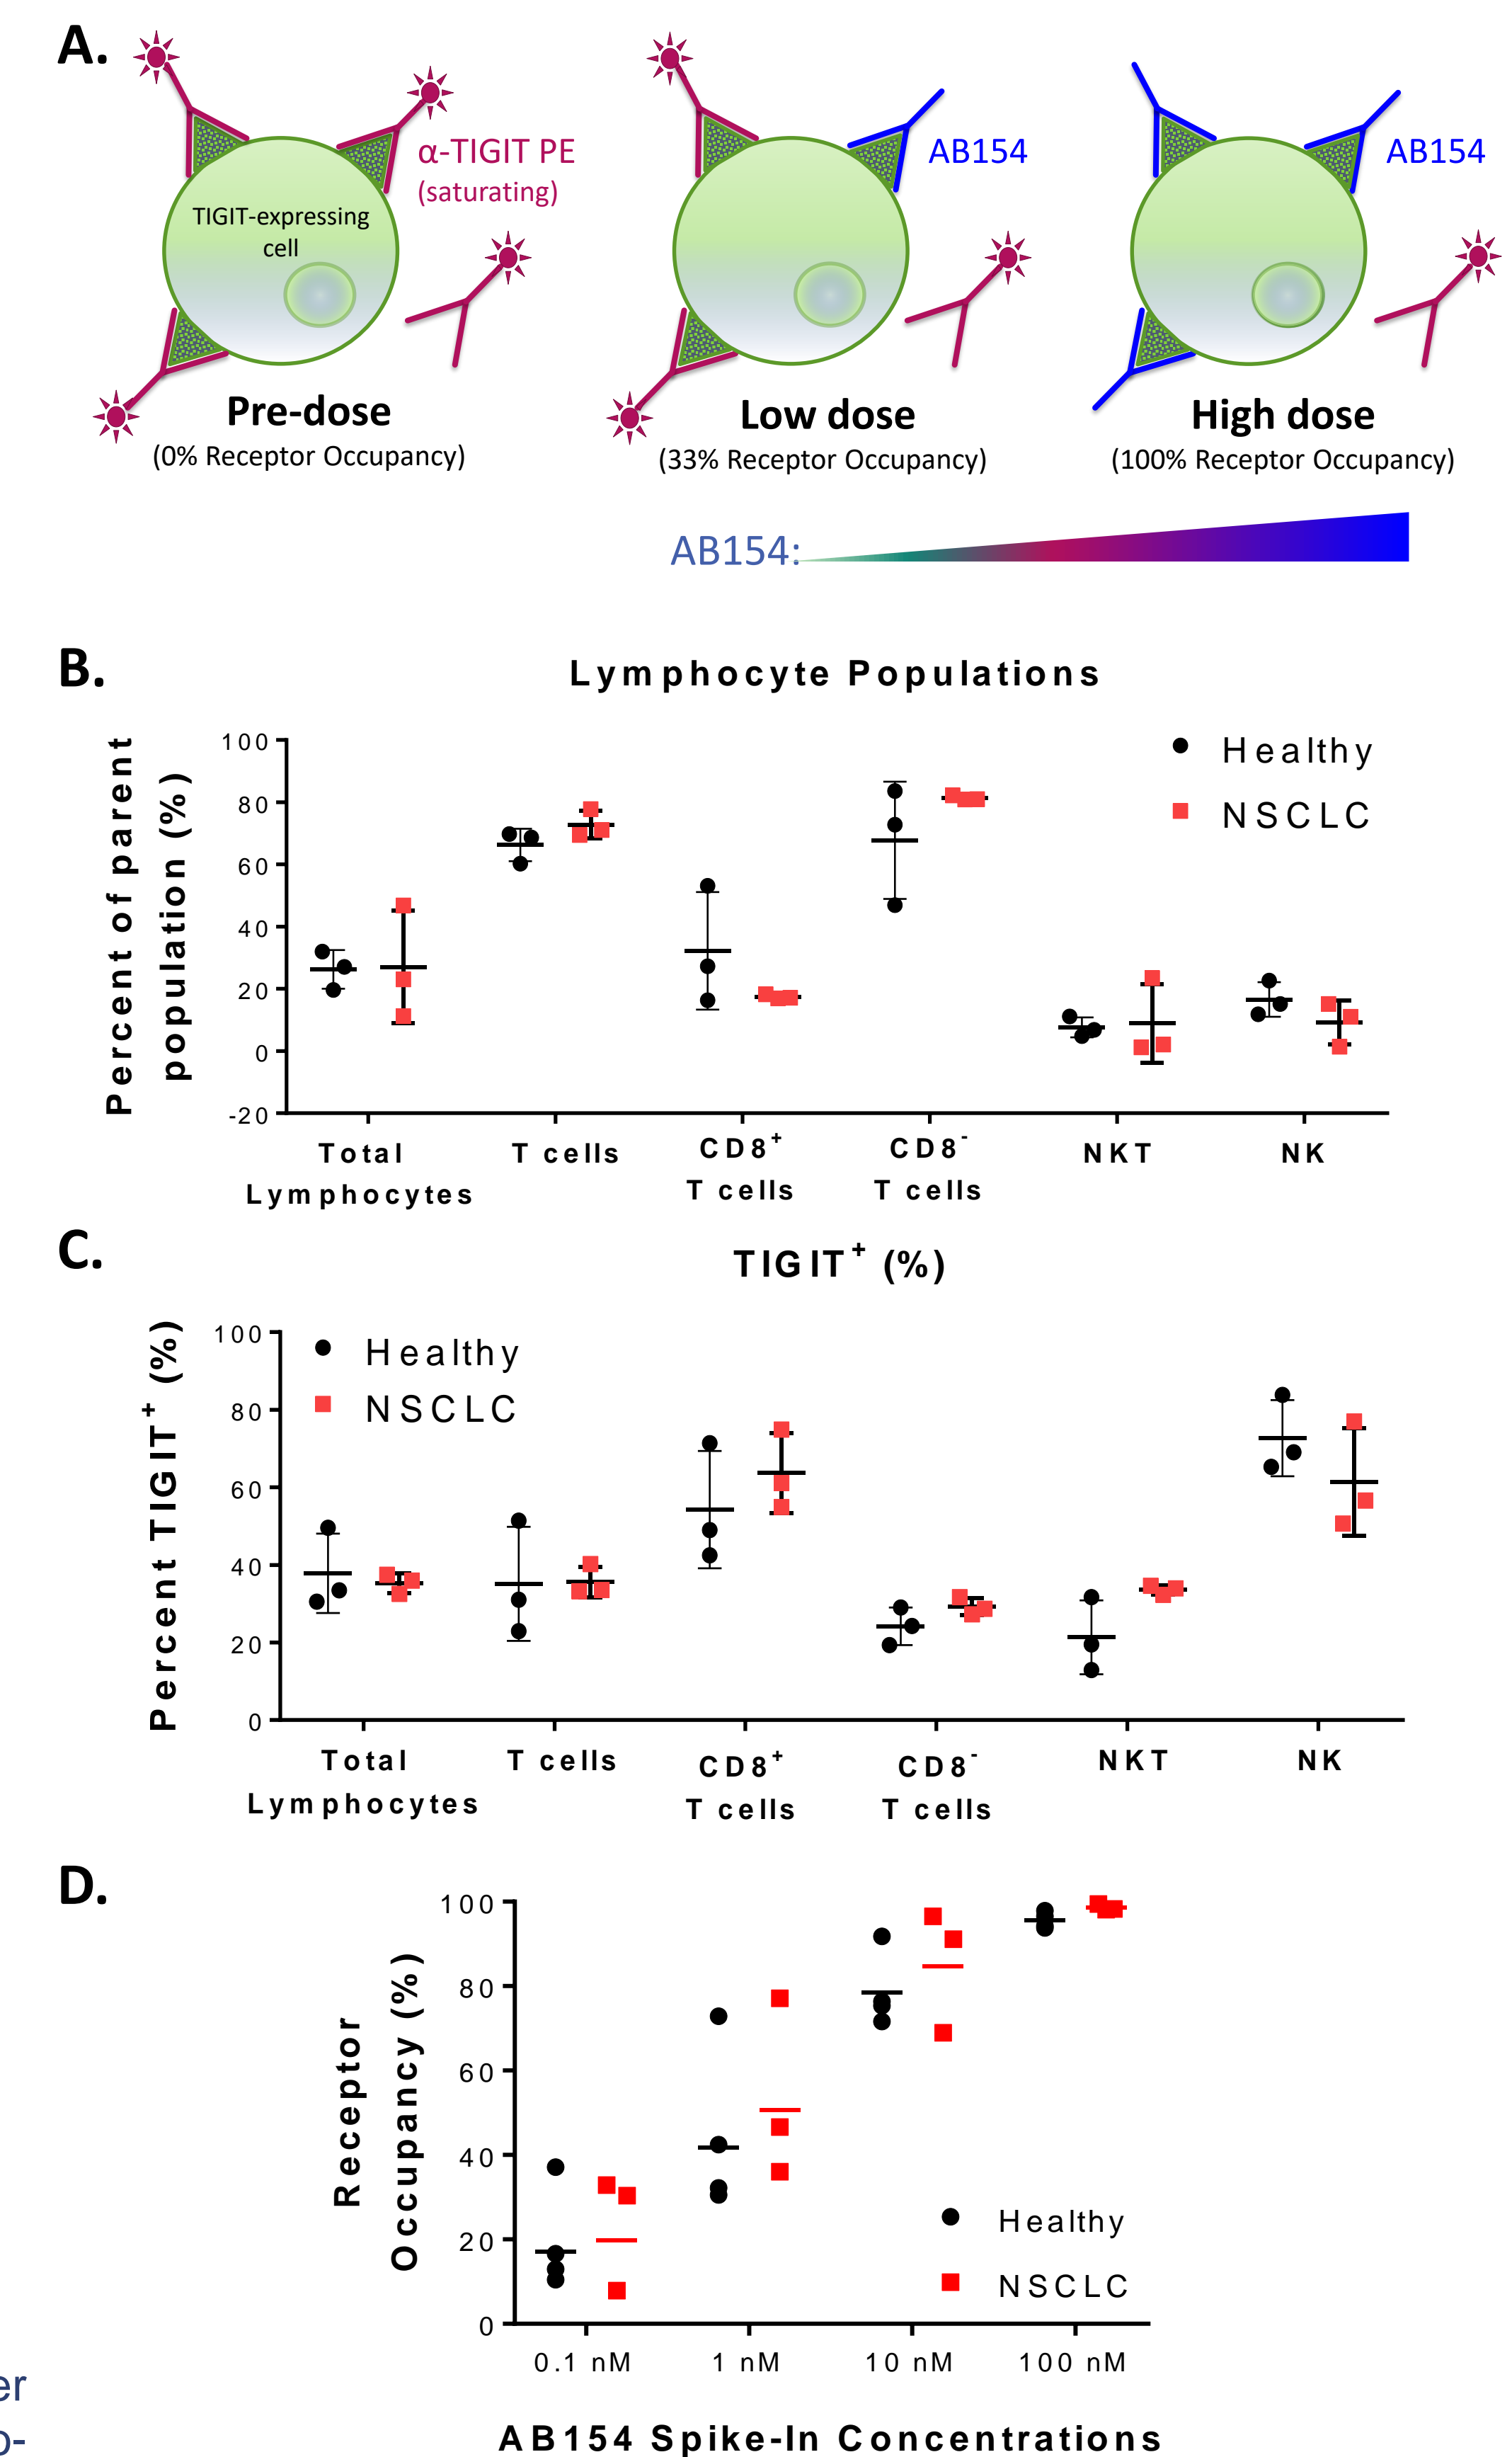 A.
α-TIGIT PE
(saturating)
TIGIT-expressing
cell
AB154
AB154
Pre-dose
(0% Receptor Occupancy)
Low dose
(33% Receptor Occupancy)
High dose
(100% Receptor Occupancy)
AB154:
B.
Lymphocyte Populations
Percent of parent
population (%)
100
80
60
40
20
0
-20
Healthy
NSCLC
Total
Lymphocytes
T cells
CD8⁺
T cells
CD8⁻
T cells
NKT
NK
C.
TIGIT⁺ (%)
Percent TIGIT⁺ (%)
100
80
60
40
20
0
Healthy
NSCLC
Total
Lymphocytes
T cells
CD8⁺
T cells
CD8⁻
T cells
NKT
NK
D.
Receptor
Occupancy (%)
100
80
60
40
20
0
Healthy
NSCLC
0.1 nM
1 nM
10 nM
100 nM
AB154 Spike-In Concentrations
er